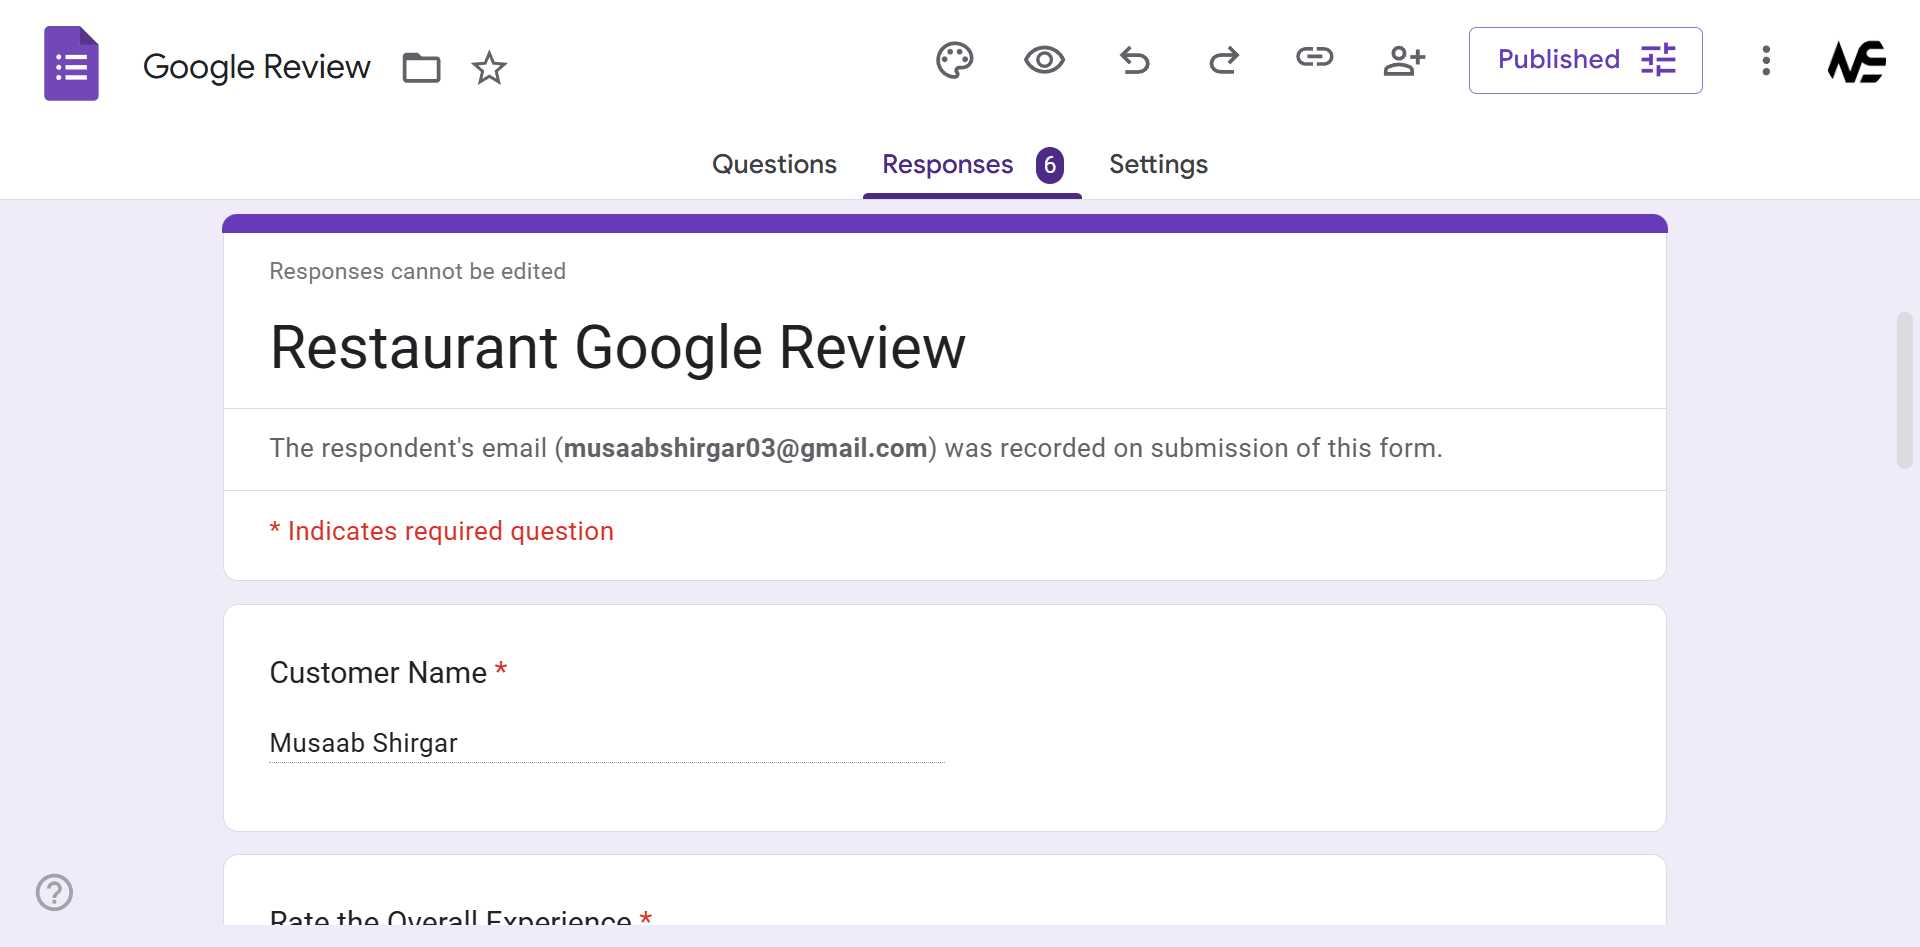 Google Review
Published
Questions
Responses 6
Settings
Responses cannot be edited
Restaurant Google Review
The respondent's email (musaabshirgar03@gmail.com) was recorded on submission of this form.
* Indicates required question
Customer Name *
Musaab Shirgar
Rate the Overall Experience *